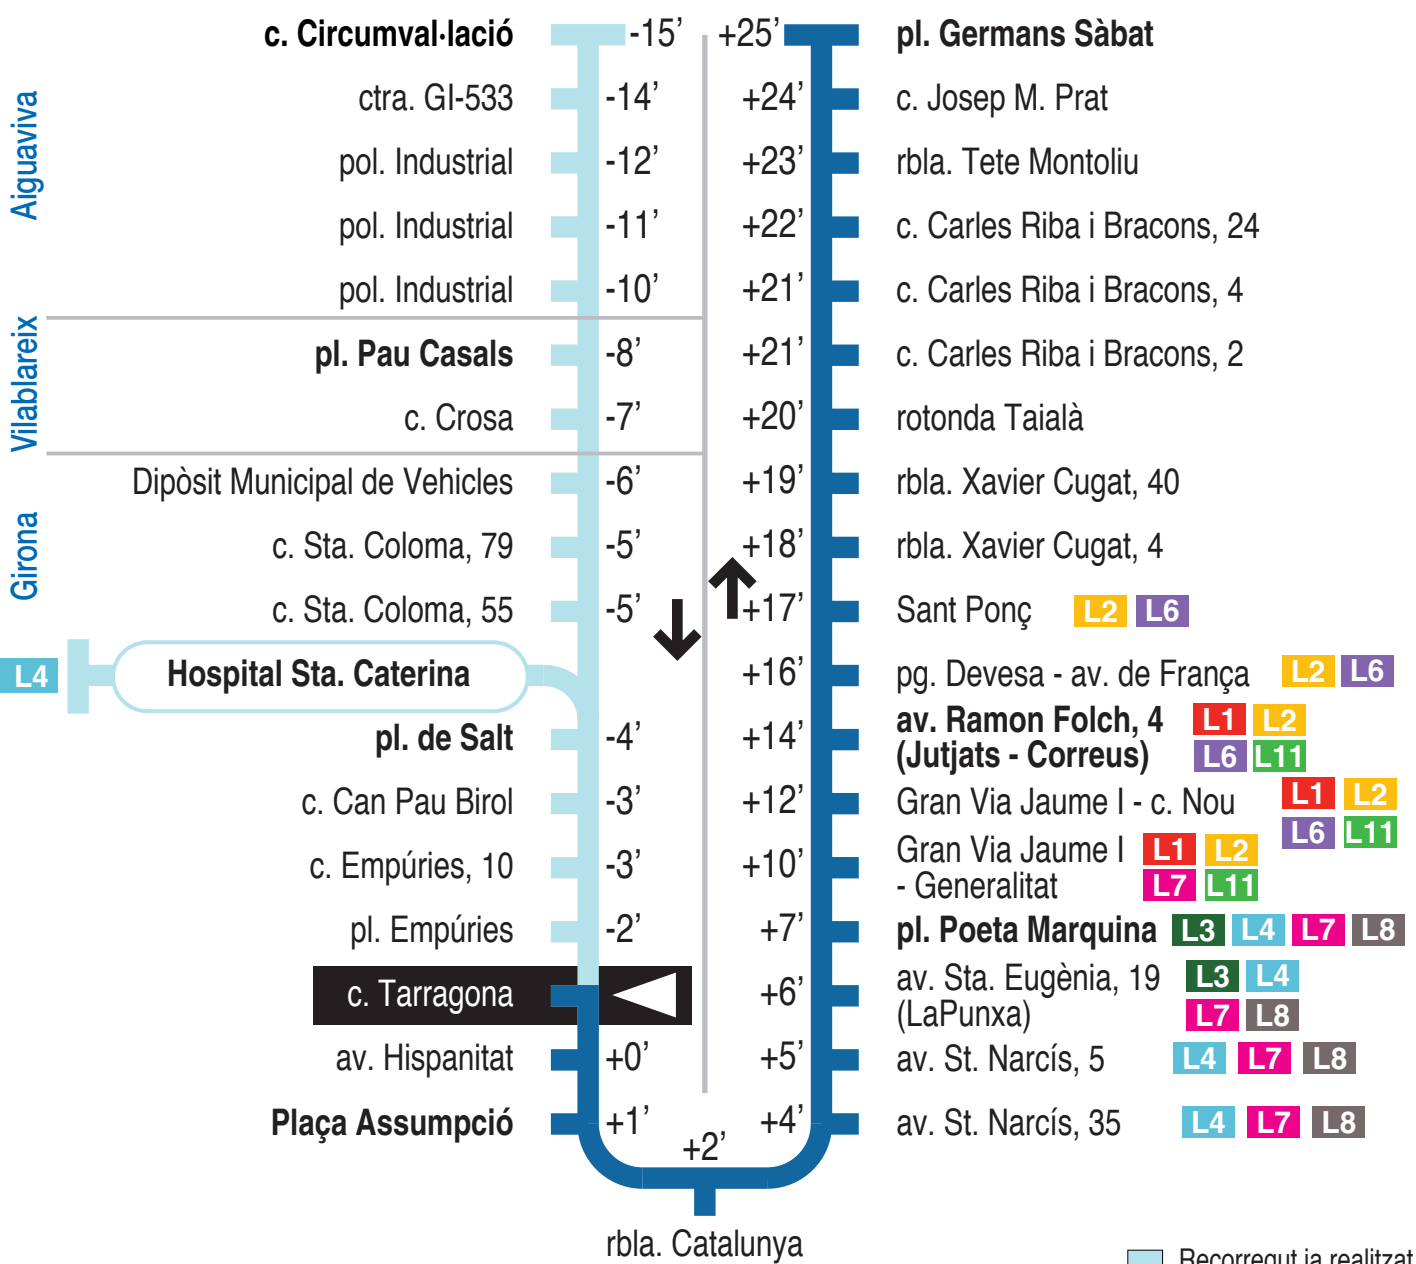 Aiguaviva
c. Circumval·lació -15’
ctra. GI-533 -14’
pol. Industrial -12’
pol. Industrial -11’
pol. Industrial -10’
Vilablareix
pl. Pau Casals -8’
c. Crosa -7’
Girona
Dipòsit Municipal de Vehicles -6’
c. Sta. Coloma, 79 -5’
c. Sta. Coloma, 55 -5’
L4 Hospital Sta. Caterina
pl. de Salt -4’
c. Can Pau Birol -3’
c. Empúries, 10 -3’
pl. Empúries -2’
c. Tarragona
av. Hispanitat +0’
Plaça Assumpció +1’
+2’
rbla. Catalunya
+25’ pl. Germans Sàbat
+24’ c. Josep M. Prat
+23’ rbla. Tete Montoliu
+22’ c. Carles Riba i Bracons, 24
+21’ c. Carles Riba i Bracons, 4
+21’ c. Carles Riba i Bracons, 2
+20’ rotonda Taialà
+19’ rbla. Xavier Cugat, 40
+18’ rbla. Xavier Cugat, 4
+17’ Sant Ponç L2 L6
+16’ pg. Devesa - av. de França L2 L6
+14’ av. Ramon Folch, 4 L1 L2
(Jutjats - Correus) L6 L11
+12’ Gran Via Jaume I - c. Nou L1 L2
L6 L11
+10’ Gran Via Jaume I L1 L2
- Generalitat L7 L11
+7’ pl. Poeta Marquina L3 L4 L7 L8
+6’ av. Sta. Eugènia, 19 L3 L4
(LaPunxa) L7 L8
+5’ av. St. Narcís, 5 L4 L7 L8
+4’ av. St. Narcís, 35 L4 L7 L8
Recorregut ja realitzat